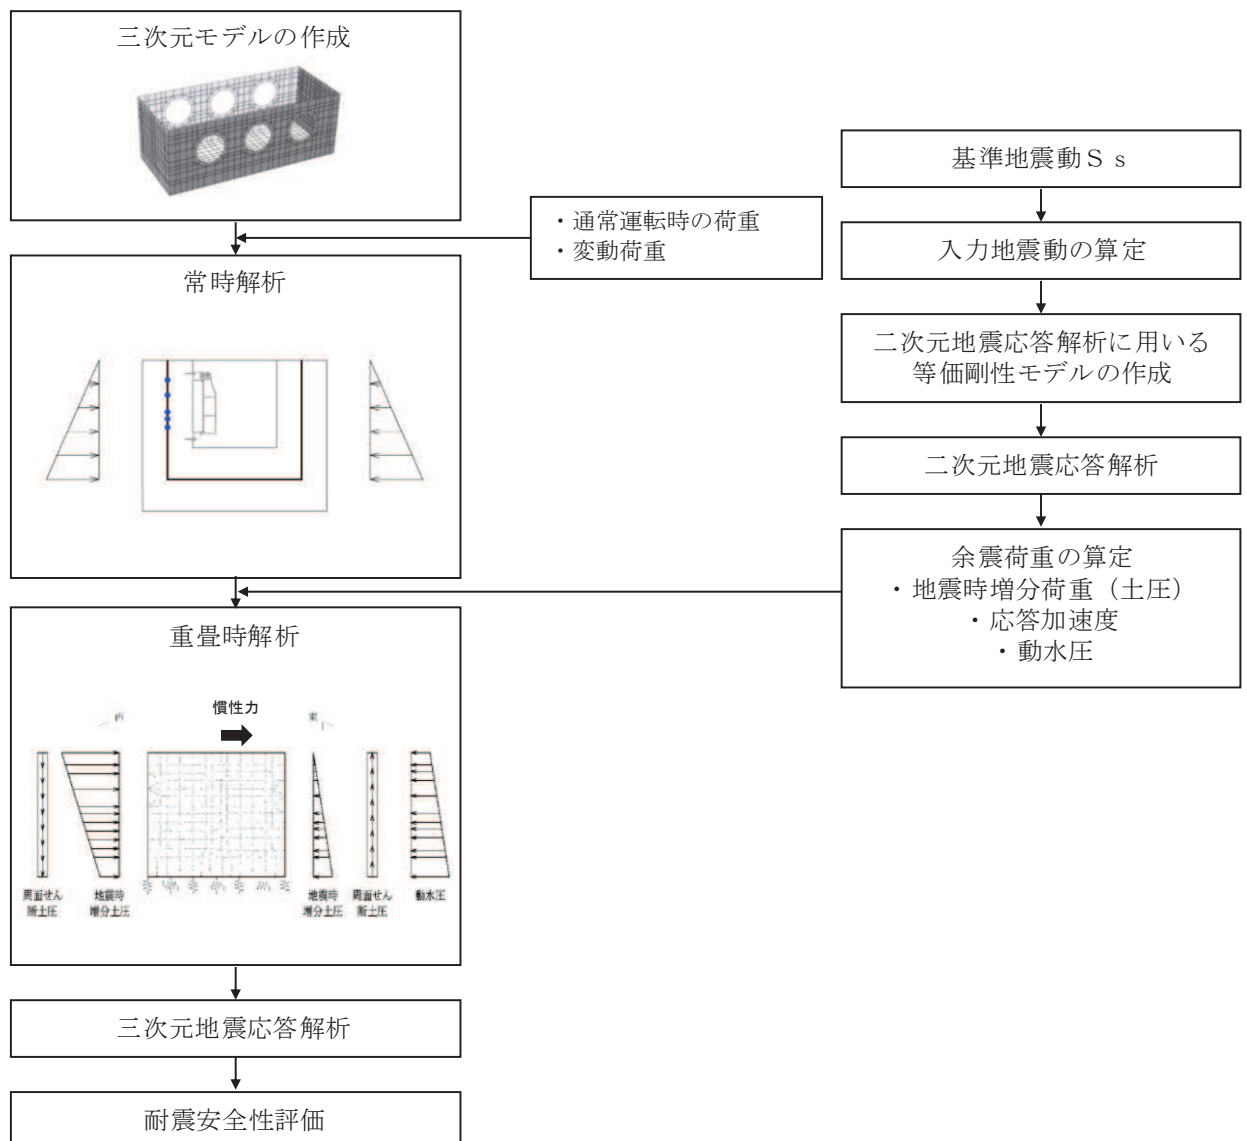 三次元モデルの作成
・通常運転時の荷重
・変動荷重
常時解析
基準地震動Ｓｓ
入力地震動の算定
二次元地震応答解析に用いる
等価剛性モデルの作成
二次元地震応答解析
余震荷重の算定
・地震時増分荷重（土圧）
・応答加速度
・動水圧
重畳時解析
西
慣性力
東
周面せん
断土圧
地震時
増分土圧
地震時
増分土圧
周面せん
断土圧
動水圧
三次元地震応答解析
耐震安全性評価